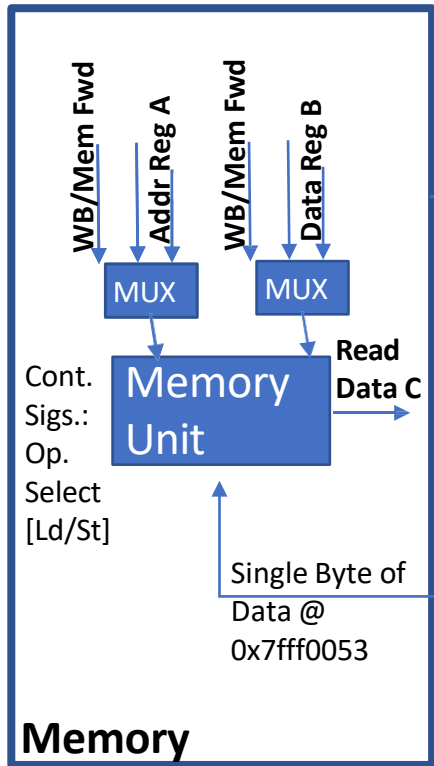 WB/Mem Fwd
Addr Reg A
WB/Mem Fwd
Data Reg B
MUX
MUX
Cont.
Sigs.:
Op.
Select
[Ld/St]
Memory
Unit
Read
Data C
Single Byte of
Data @
0x7fff0053
Memory